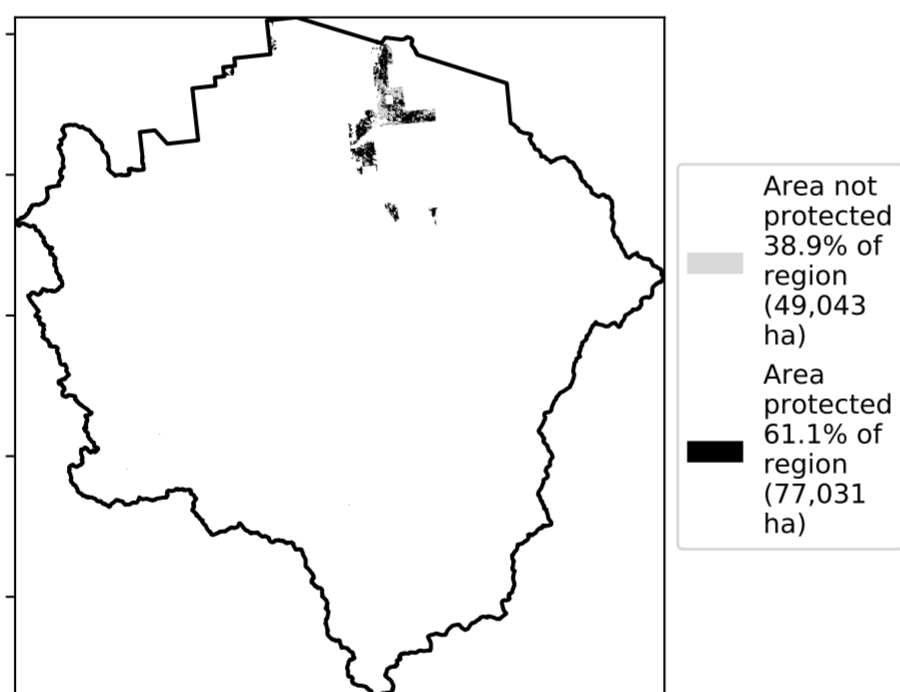 Area not
protected
38.9% of
region
(49,043
ha)
Area
protected
61.1% of
region
(77,031
ha)